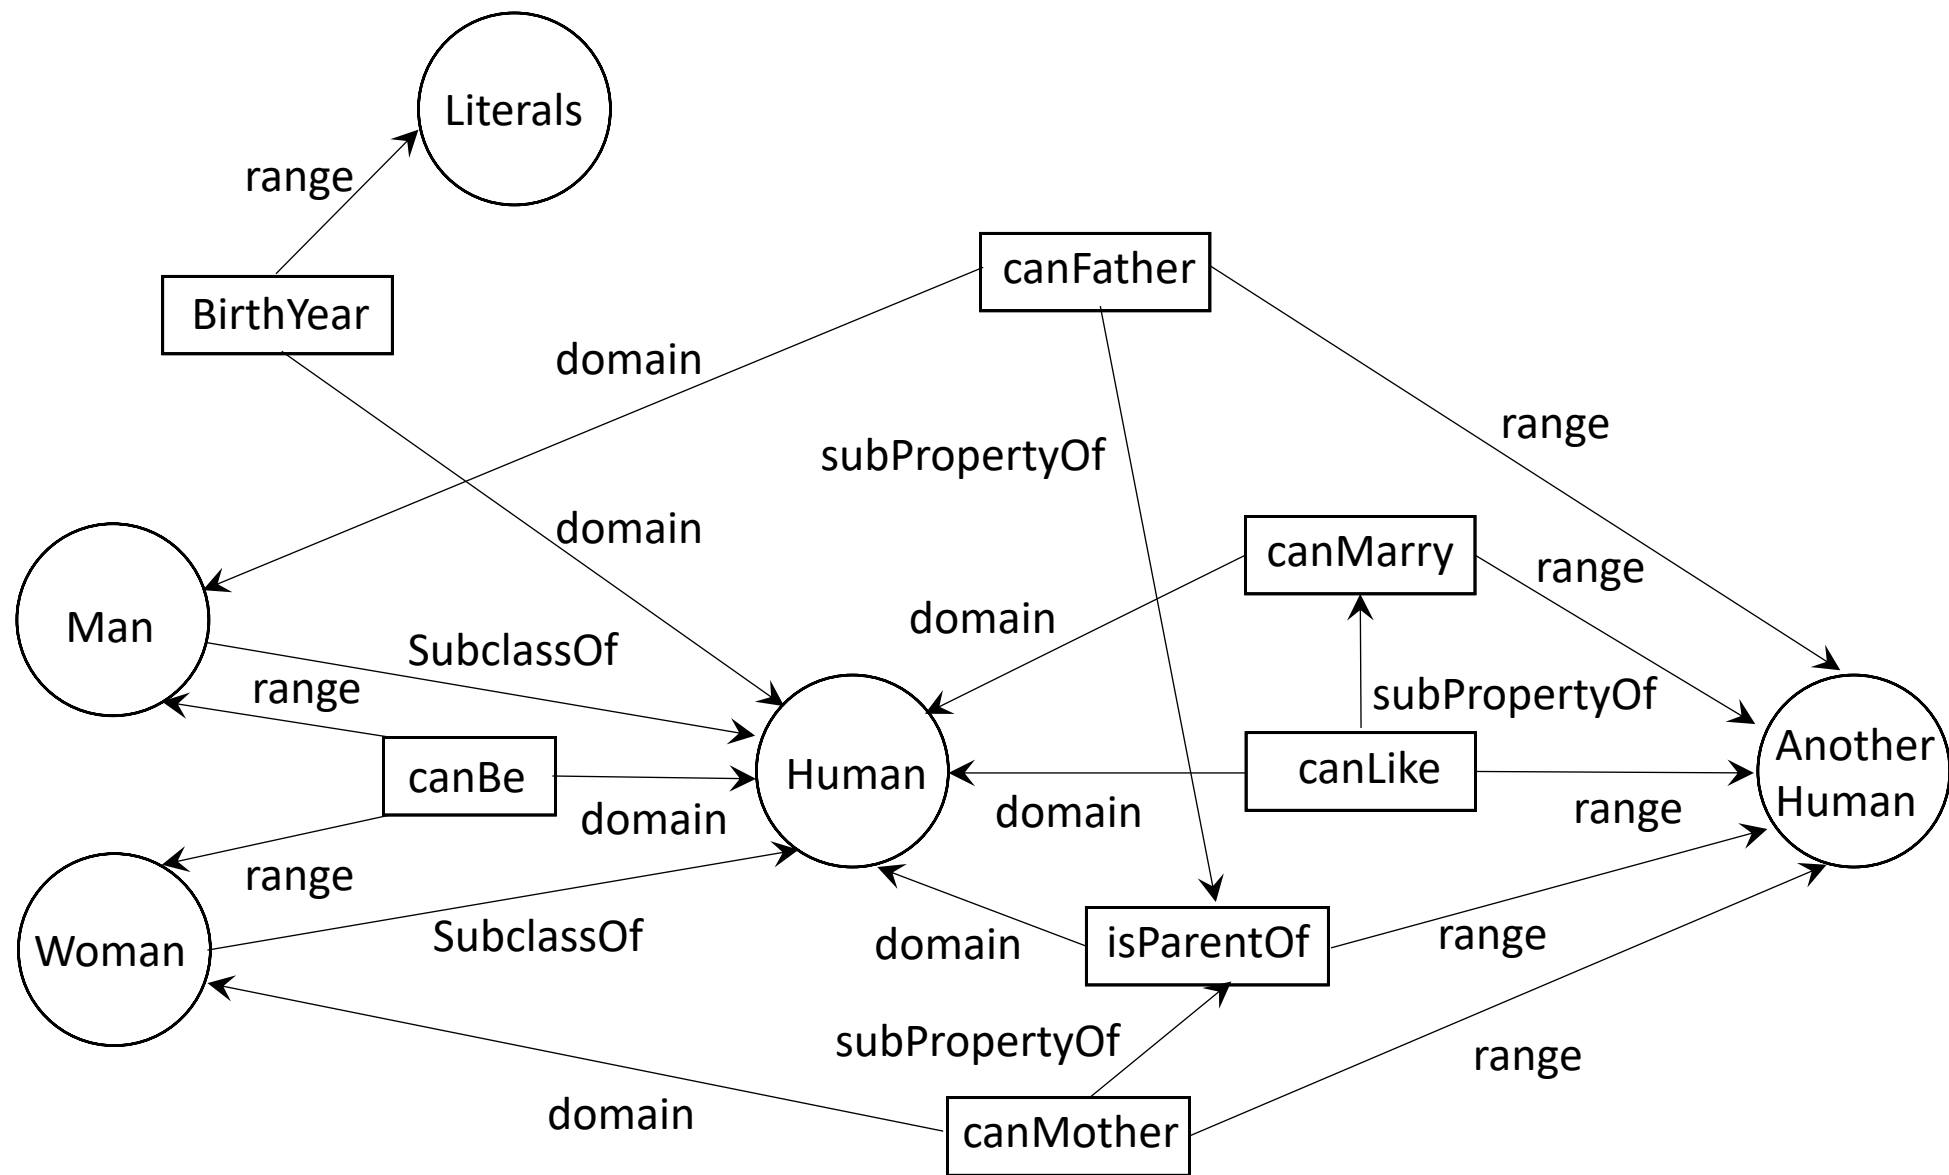 Literals
range
canFather
BirthYear
domain
range
subPropertyOf
domain
canMarry
range
domain
Man
SubclassOf
range
subPropertyOf
Another
Human
canBe
Human
canLike
domain
domain
range
range
SubclassOf
Woman
domain
isParentOf
range
subPropertyOf
range
domain
canMother